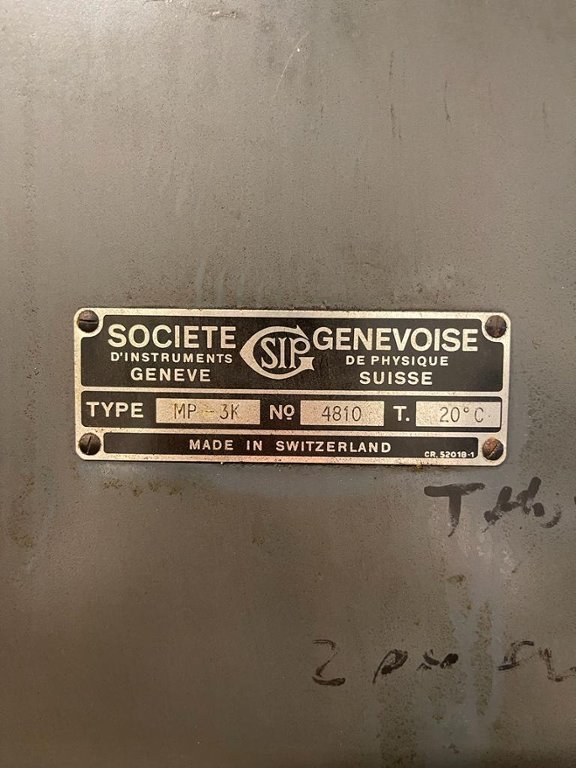 SOCIETE SIP GENEVOISE
D'INSTRUMENTS DE PHYSIQUE
GENEVE SUISSE
TYPE MP-3K Nº 4810 T. 20°C
MADE IN SWITZERLAND CR. 52018-1
2